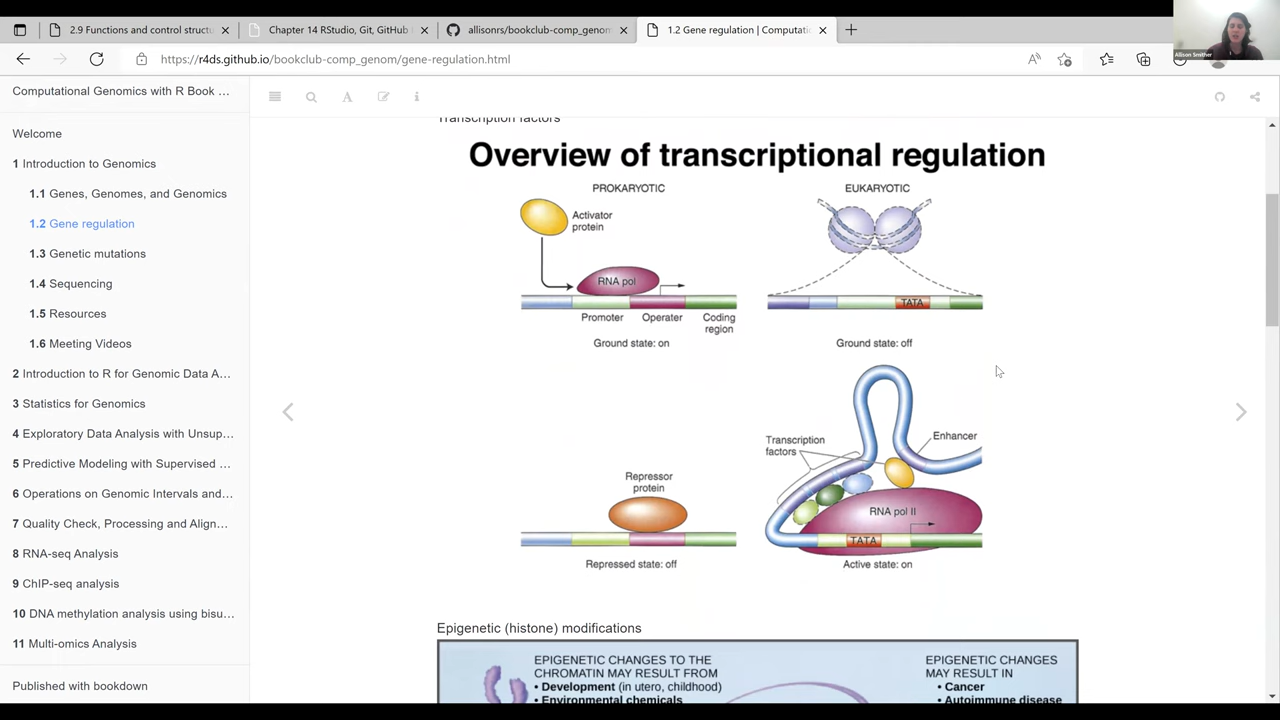 2.9 Functions and control structu
Chapter 14 RStudio, Git, GitHub
allisonrs/bookclub-comp_genom
1.2 Gene regulation | Computati
Allison Smither
https://r4ds.github.io/bookclub-comp_genom/gene-regulation.html
Computational Genomics with R Book ...
Welcome
1 Introduction to Genomics
1.1 Genes, Genomes, and Genomics
1.2 Gene regulation
1.3 Genetic mutations
1.4 Sequencing
1.5 Resources
1.6 Meeting Videos
2 Introduction to R for Genomic Data A...
3 Statistics for Genomics
4 Exploratory Data Analysis with Unsup...
5 Predictive Modeling with Supervised ...
6 Operations on Genomic Intervals and...
7 Quality Check, Processing and Align...
8 RNA-seq Analysis
9 ChIP-seq analysis
10 DNA methylation analysis using bisu...
11 Multi-omics Analysis
Published with bookdown
Transcription factors
Overview of transcriptional regulation
PROKARYOTIC
EUKARYOTIC
Activator
protein
RNA pol
TATA
Promoter
Operater
Coding
region
Ground state: on
Ground state: off
Transcription
factors
Enhancer
Repressor
protein
RNA pol II
TATA
Repressed state: off
Active state: on
Epigenetic (histone) modifications
EPIGENETIC CHANGES TO THE
CHROMATIN MAY RESULT FROM
• Development (in utero, childhood)
• Environmental chemicals
EPIGENETIC CHANGES
MAY RESULT IN
• Cancer
• Autoimmune disease